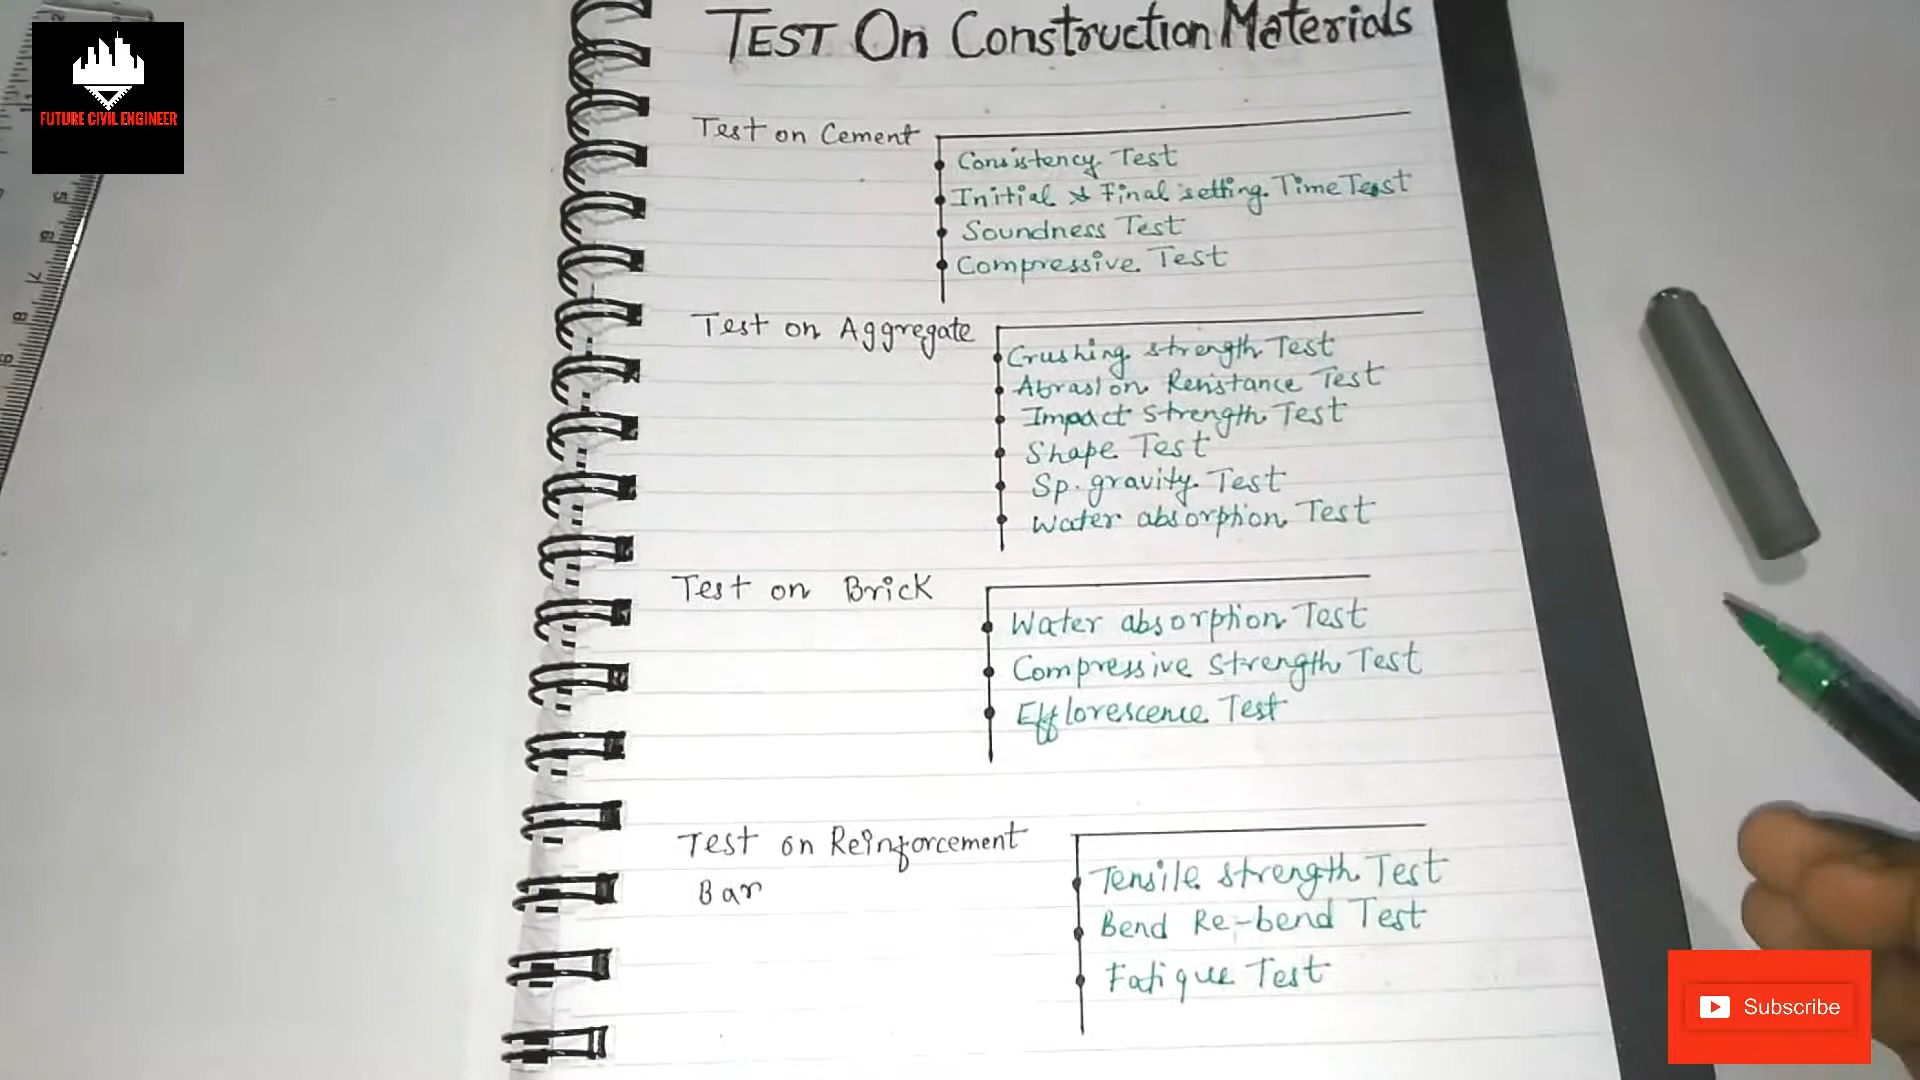 TEST On Construction Materials
FUTURE CIVIL ENGINEER
Test on Cement
Consistency Test
Initial & Final setting Time Test
Soundness Test
Compressive Test
Test on Aggregate
Crushing strength Test
Abrasion Resistance Test
Impact Strength Test
Shape Test
Sp. gravity Test
Water absorption Test
Test on Brick
Water absorption Test
Compressive strength Test
Efflorescence Test
Test on Reinforcement
Bar
Tensile strength Test
Bend Re-bend Test
Fatique Test
Subscribe